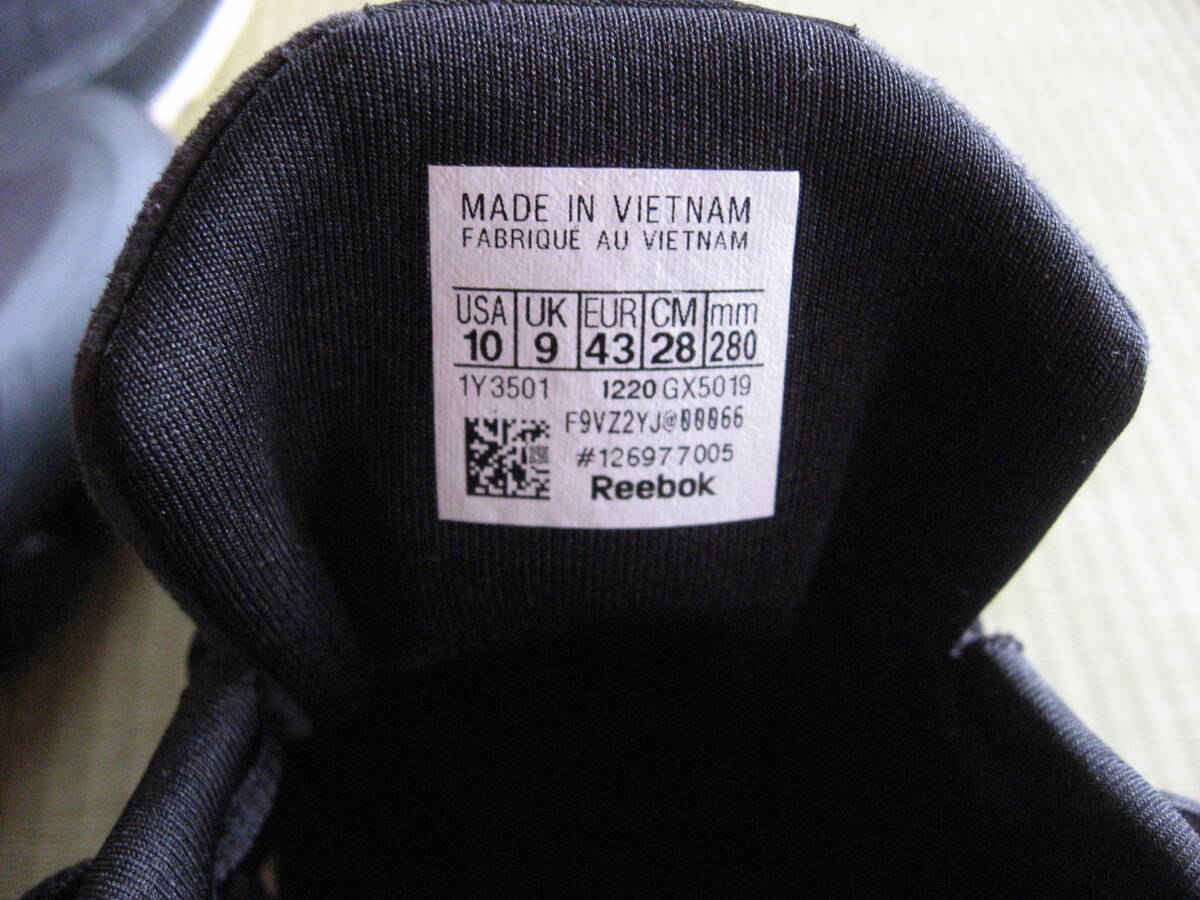 MADE IN VIETNAM
FABRIQUÉ AU VIETNAM
USA UK EUR CM mm
10 9 43 28 280
1Y3501 1220 GX5019
F9VZ2YJ@00066
#126977005
Reebok